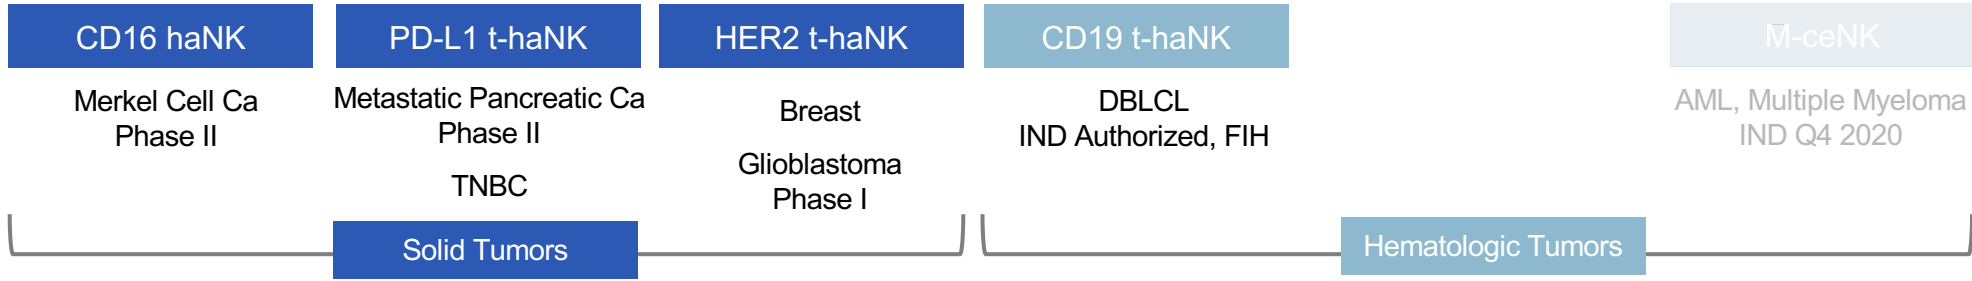 CD16 haNK
Merkel Cell Ca
Phase II
PD-L1 t-haNK
Metastatic Pancreatic Ca
Phase II
TNBC
HER2 t-haNK
Breast
Glioblastoma
Phase I
Solid Tumors
CD19 t-haNK
DBLCL
IND Authorized, FIH
M-ceNK
AML, Multiple Myeloma
IND Q4 2020
Hematologic Tumors